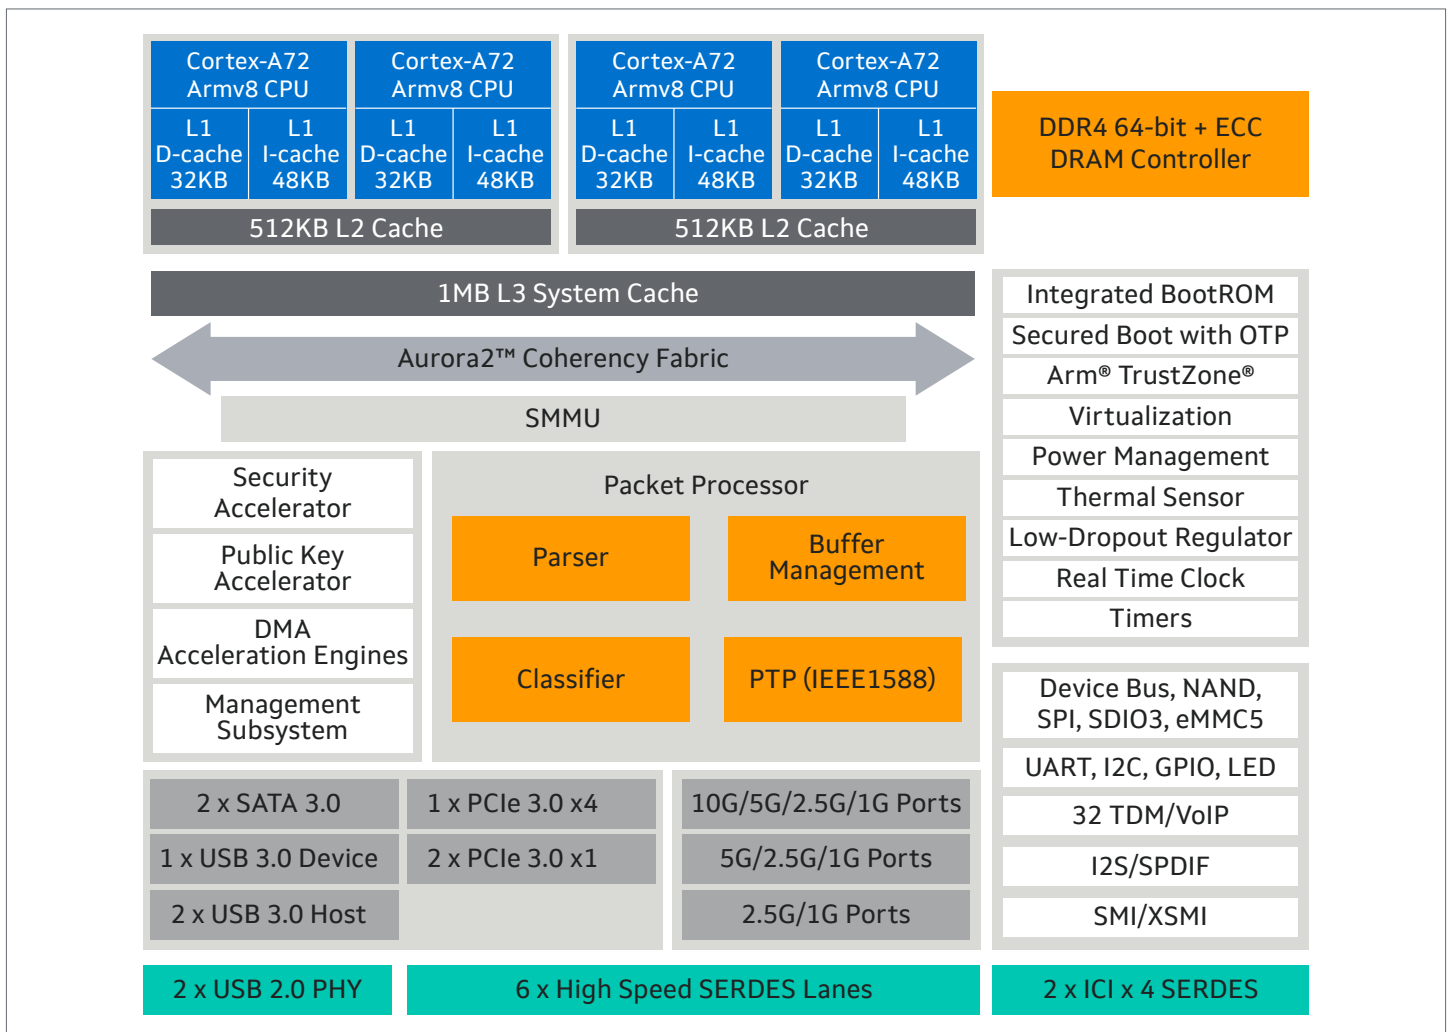 Cortex-A72
Armv8 CPU
L1
D-cache
32KB
L1
I-cache
48KB
Cortex-A72
Armv8 CPU
L1
D-cache
32KB
L1
I-cache
48KB
512KB L2 Cache
Cortex-A72
Armv8 CPU
L1
D-cache
32KB
L1
I-cache
48KB
Cortex-A72
Armv8 CPU
L1
D-cache
32KB
L1
I-cache
48KB
512KB L2 Cache
DDR4 64-bit + ECC
DRAM Controller
1MB L3 System Cache
Aurora2™ Coherency Fabric
SMMU
Integrated BootROM
Secured Boot with OTP
Arm® TrustZone®
Virtualization
Power Management
Thermal Sensor
Low-Dropout Regulator
Real Time Clock
Timers
Security
Accelerator
Public Key
Accelerator
DMA
Acceleration Engines
Management
Subsystem
Packet Processor
Parser
Buffer
Management
Classifier
PTP (IEEE1588)
Device Bus, NAND,
SPI, SDIO3, eMMC5
UART, I2C, GPIO, LED
32 TDM/VoIP
I2S/SPDIF
SMI/XSMI
2 x SATA 3.0
1 x USB 3.0 Device
2 x USB 3.0 Host
1 x PCIe 3.0 x4
2 x PCIe 3.0 x1
10G/5G/2.5G/1G Ports
5G/2.5G/1G Ports
2.5G/1G Ports
2 x USB 2.0 PHY
6 x High Speed SERDES Lanes
2 x ICI x 4 SERDES